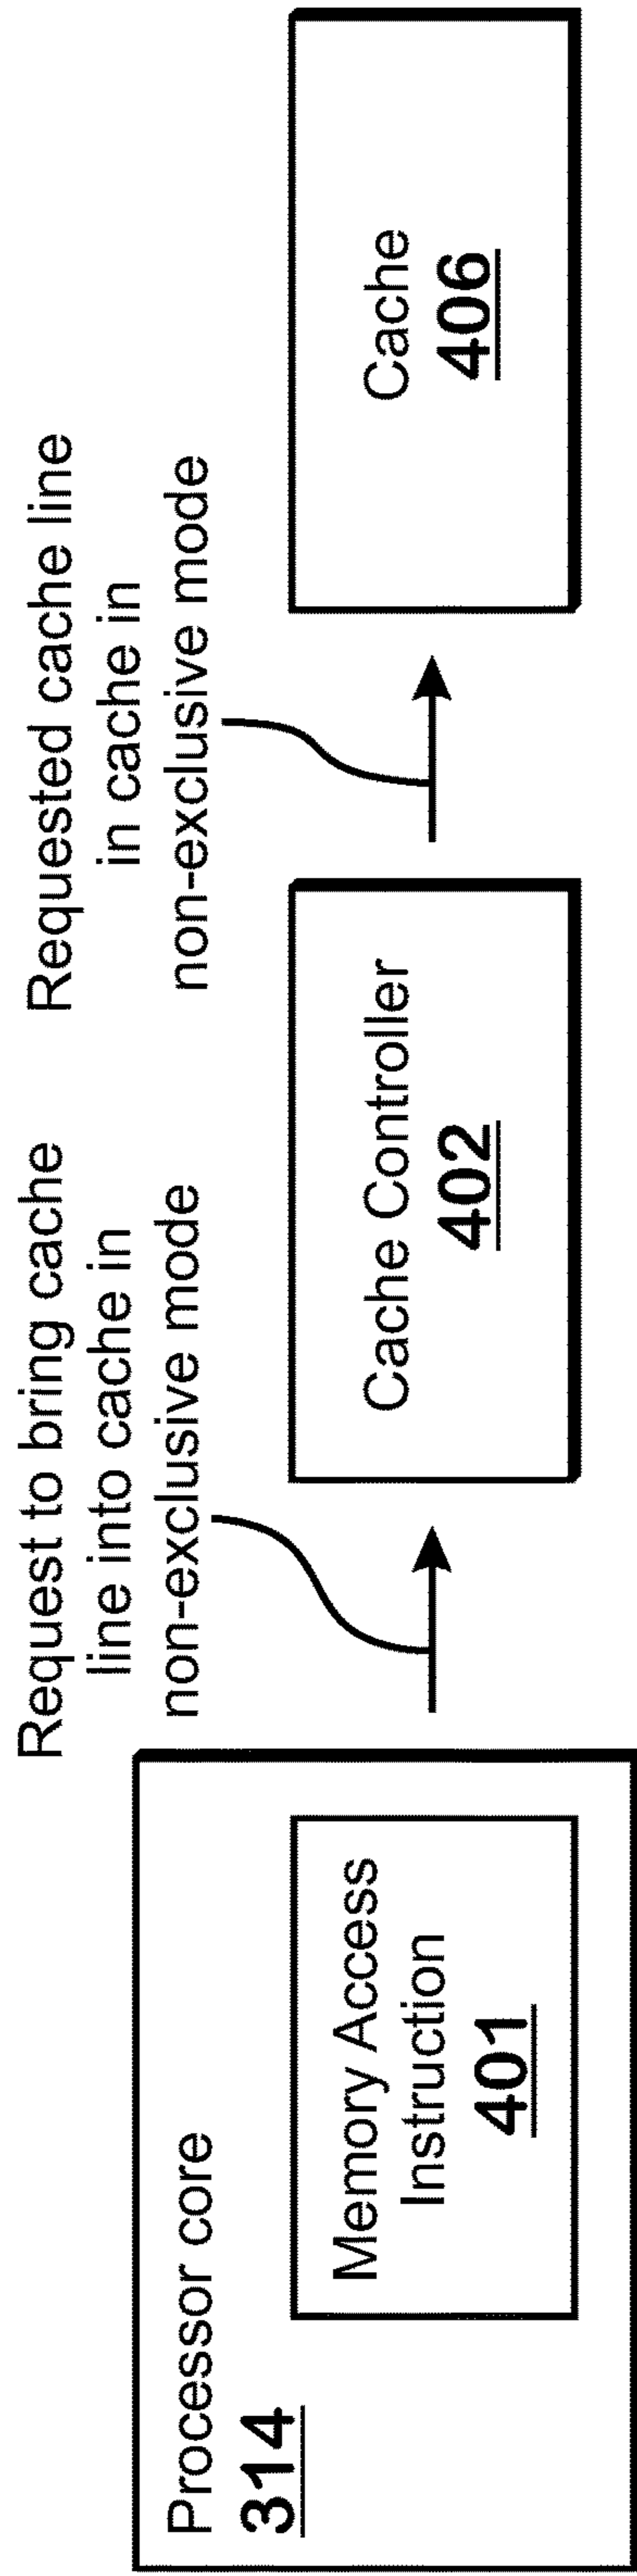 Processor core
314
Memory Access
Instruction
401
Request to bring cache
line into cache in
non-exclusive mode
Cache Controller
402
Requested cache line
in cache in
non-exclusive mode
Cache
406